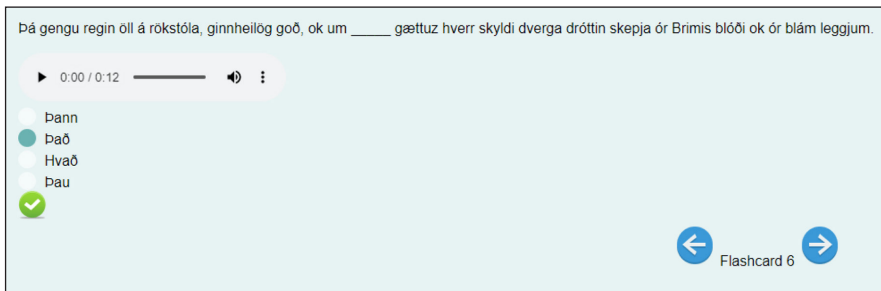 Þá gengu regin öll á rökstóla, ginnheilög goð, ok um _____ gættuz hverr skyldi dverga dróttin skepja ór Brimis blóði ok ór blám leggjum.
0:00 / 0:12
Þann
Það
Hvað
Þau
Flashcard 6